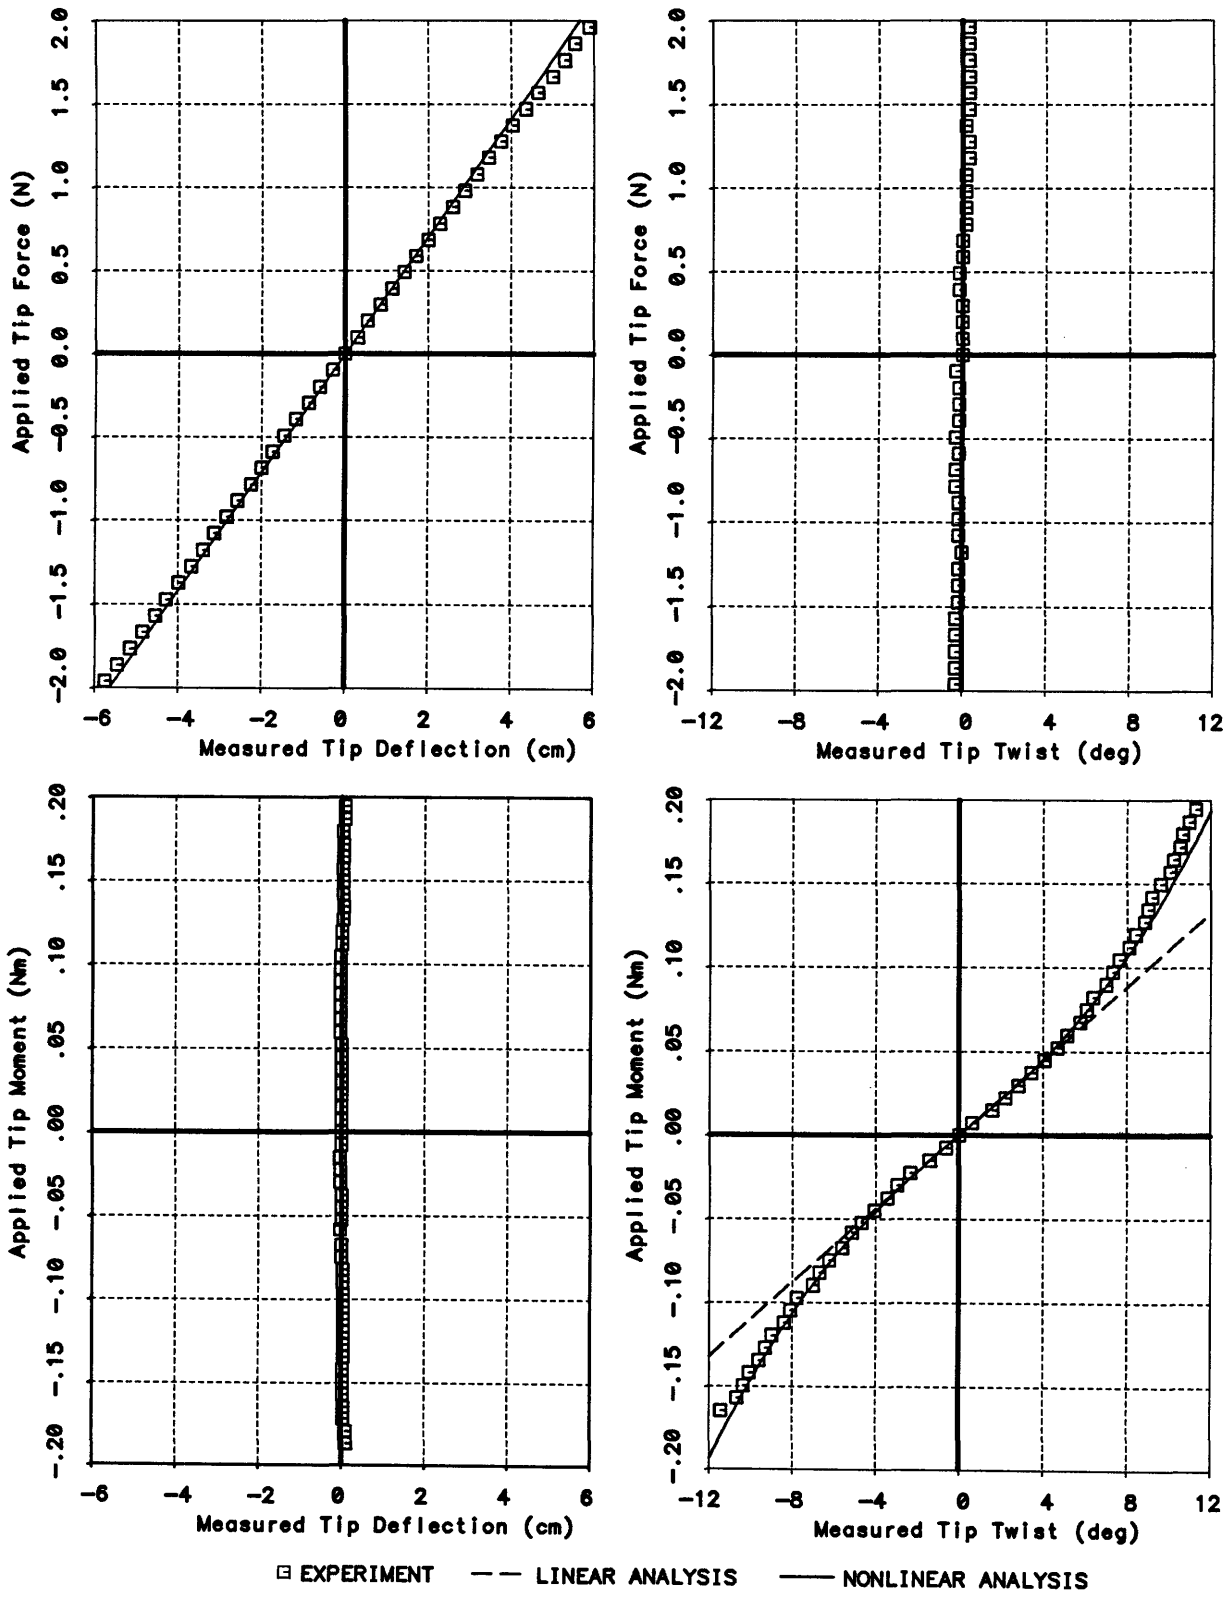 Applied Tip Force (N)
2.0
1.5
1.0
0.5
0.0
−0.5
−1.0
−1.5
−2.0
−6 −4 −2 0 2 4 6
Measured Tip Deflection (cm)
Applied Tip Force (N)
2.0
1.5
1.0
0.5
0.0
−0.5
−1.0
−1.5
−2.0
−12 −8 −4 0 4 8 12
Measured Tip Twist (deg)
Applied Tip Moment (Nm)
.20
.15
.10
.05
.00
−.05
−.10
−.15
−.20
−6 −4 −2 0 2 4 6
Measured Tip Deflection (cm)
Applied Tip Moment (Nm)
.20
.15
.10
.05
.00
−.05
−.10
−.15
−.20
−12 −8 −4 0 4 8 12
Measured Tip Twist (deg)
EXPERIMENT LINEAR ANALYSIS NONLINEAR ANALYSIS